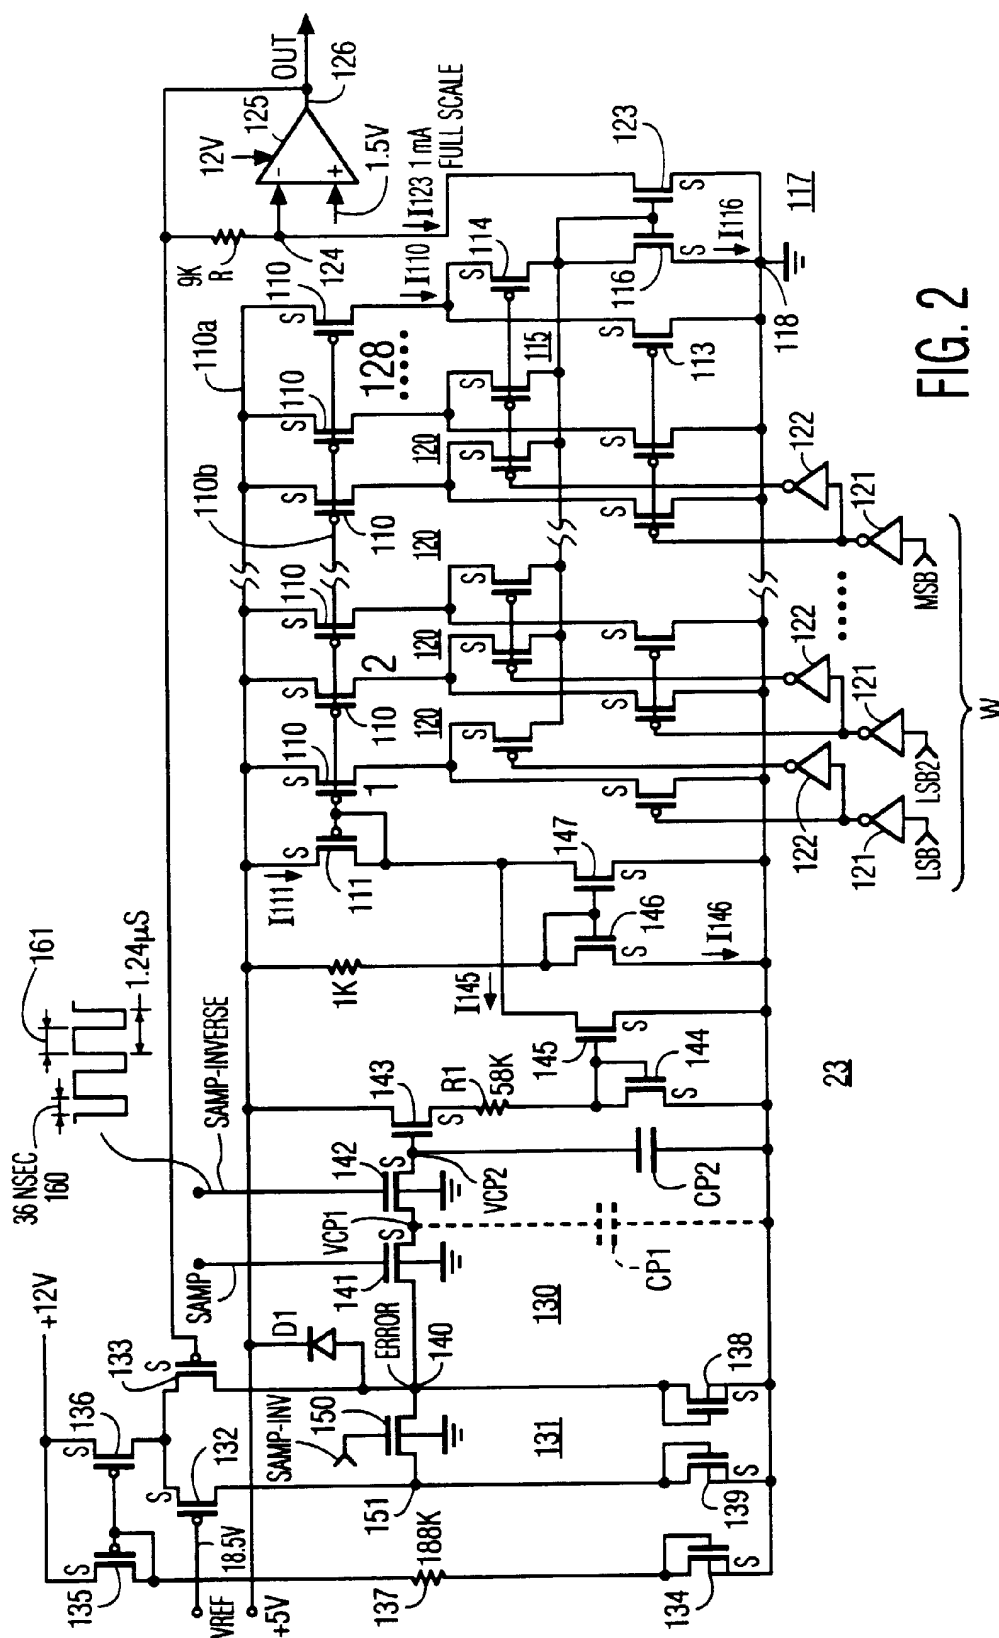 36 NSEC
160
161
1.24μS
+12V
SAMP
SAMP-INVERSE
OUT
12V
125
126
9K
R
-
+
1.5V
124
I123 1 mA
FULL SCALE
135
S
S
136
133
S
S
132
18.5V
VREF
+5V
D1
I111
S
111
110a
110b
S
110
S
110
S
110
S
110
S
110
S
110
1
2
128
I110
SAMP-INV
150
ERROR
140
151
137
188K
131
130
141
S
VCP1
142
S
VCP2
143
S
R1
58K
1K
I145
120
120
120
120
115
S
S
S
S
S
S
114
CP1
CP2
145
S
144
S
146
S
147
S
I146
S
S
S
S
S
S
113
116
S
123
S
I116
118
117
134
S
139
S
138
S
23
122
122
122
121
121
121
LSB
LSB2
MSB
W
FIG. 2